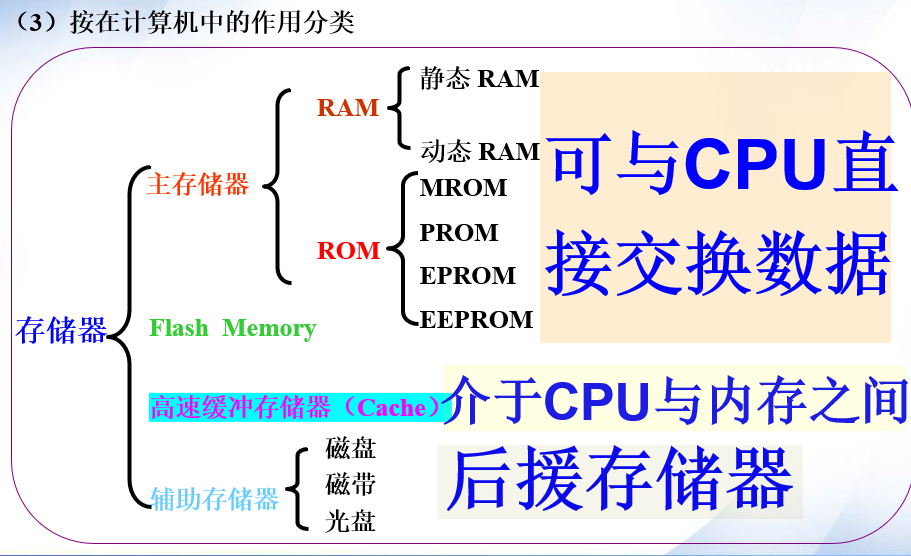 （3）按在计算机中的作用分类
静态 RAM
RAM
动态 RAM
主存储器
MROM
PROM
ROM
EPROM
EEPROM
可与CPU直
接交换数据
存储器
Flash Memory
高速缓冲存储器（Cache）
介于CPU与内存之间
磁盘
辅助存储器
磁带
光盘
后援存储器